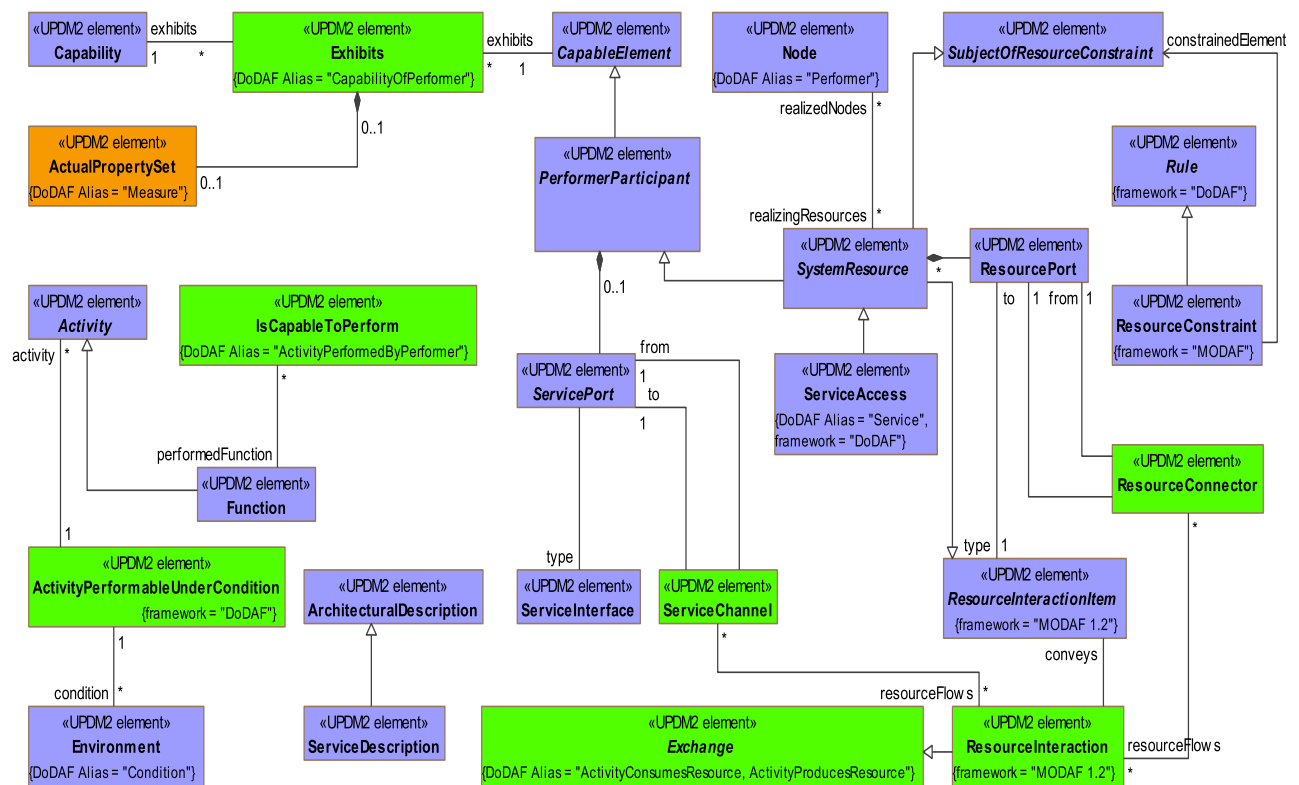 «UPDM2 element»
Capability
exhibits
1
*
«UPDM2 element»
Exhibits
{DoDAF Alias = "CapabilityOfPerformer"}
exhibits
*
1
«UPDM2 element»
CapableElement
«UPDM2 element»
Node
{DoDAF Alias = "Performer"}
realizedNodes
*
«UPDM2 element»
SubjectOfResourceConstraint
constrainedElement
0..1
«UPDM2 element»
ActualPropertySet
{DoDAF Alias = "Measure"}
0..1
«UPDM2 element»
PerformerParticipant
«UPDM2 element»
Rule
{framework = "DoDAF"}
realizingResources
*
«UPDM2 element»
SystemResource
*
«UPDM2 element»
ResourcePort
to
1
from
1
0..1
«UPDM2 element»
Activity
activity
*
«UPDM2 element»
IsCapableToPerform
{DoDAF Alias = "ActivityPerformedByPerformer"}
*
«UPDM2 element»
ResourceConstraint
{framework = "MODAF"}
«UPDM2 element»
ServicePort
from
1
to
1
«UPDM2 element»
ServiceAccess
{DoDAF Alias = "Service",
framework = "DoDAF"}
performedFunction
«UPDM2 element»
Function
«UPDM2 element»
ResourceConnector
*
1
«UPDM2 element»
ActivityPerformableUnderCondition
{framework = "DoDAF"}
1
«UPDM2 element»
ArchitecturalDescription
type
«UPDM2 element»
ServiceInterface
«UPDM2 element»
ServiceChannel
*
type
1
«UPDM2 element»
ResourceInteractionItem
{framework = "MODAF 1.2"}
conveys
condition
*
«UPDM2 element»
Environment
{DoDAF Alias = "Condition"}
«UPDM2 element»
ServiceDescription
resourceFlows
*
«UPDM2 element»
Exchange
{DoDAF Alias = "ActivityConsumesResource, ActivityProducesResource"}
«UPDM2 element»
ResourceInteraction
{framework = "MODAF 1.2"}
resourceFlows
*